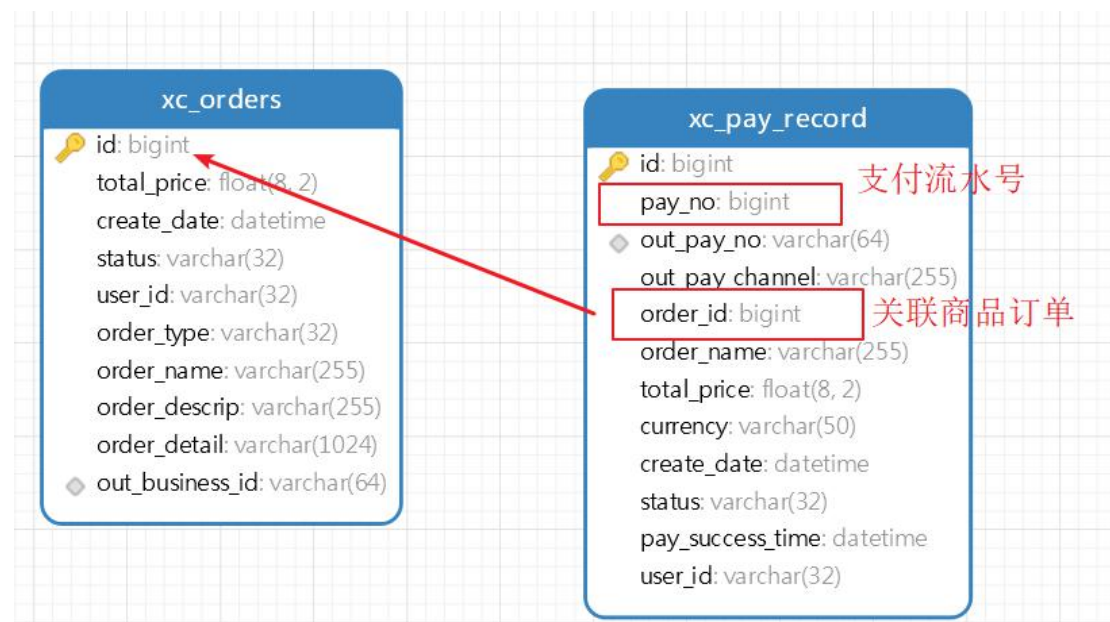 xc_orders
id: bigint
total_price: float(8, 2)
create_date: datetime
status: varchar(32)
user_id: varchar(32)
order_type: varchar(32)
order_name: varchar(255)
order_descrip: varchar(255)
order_detail: varchar(1024)
out_business_id: varchar(64)
xc_pay_record
id: bigint
支付流水号
pay_no: bigint
out_pay_no: varchar(64)
out_pay_channel: varchar(255)
order_id: bigint
关联商品订单
order_name: varchar(255)
total_price: float(8, 2)
currency: varchar(50)
create_date: datetime
status: varchar(32)
pay_success_time: datetime
user_id: varchar(32)